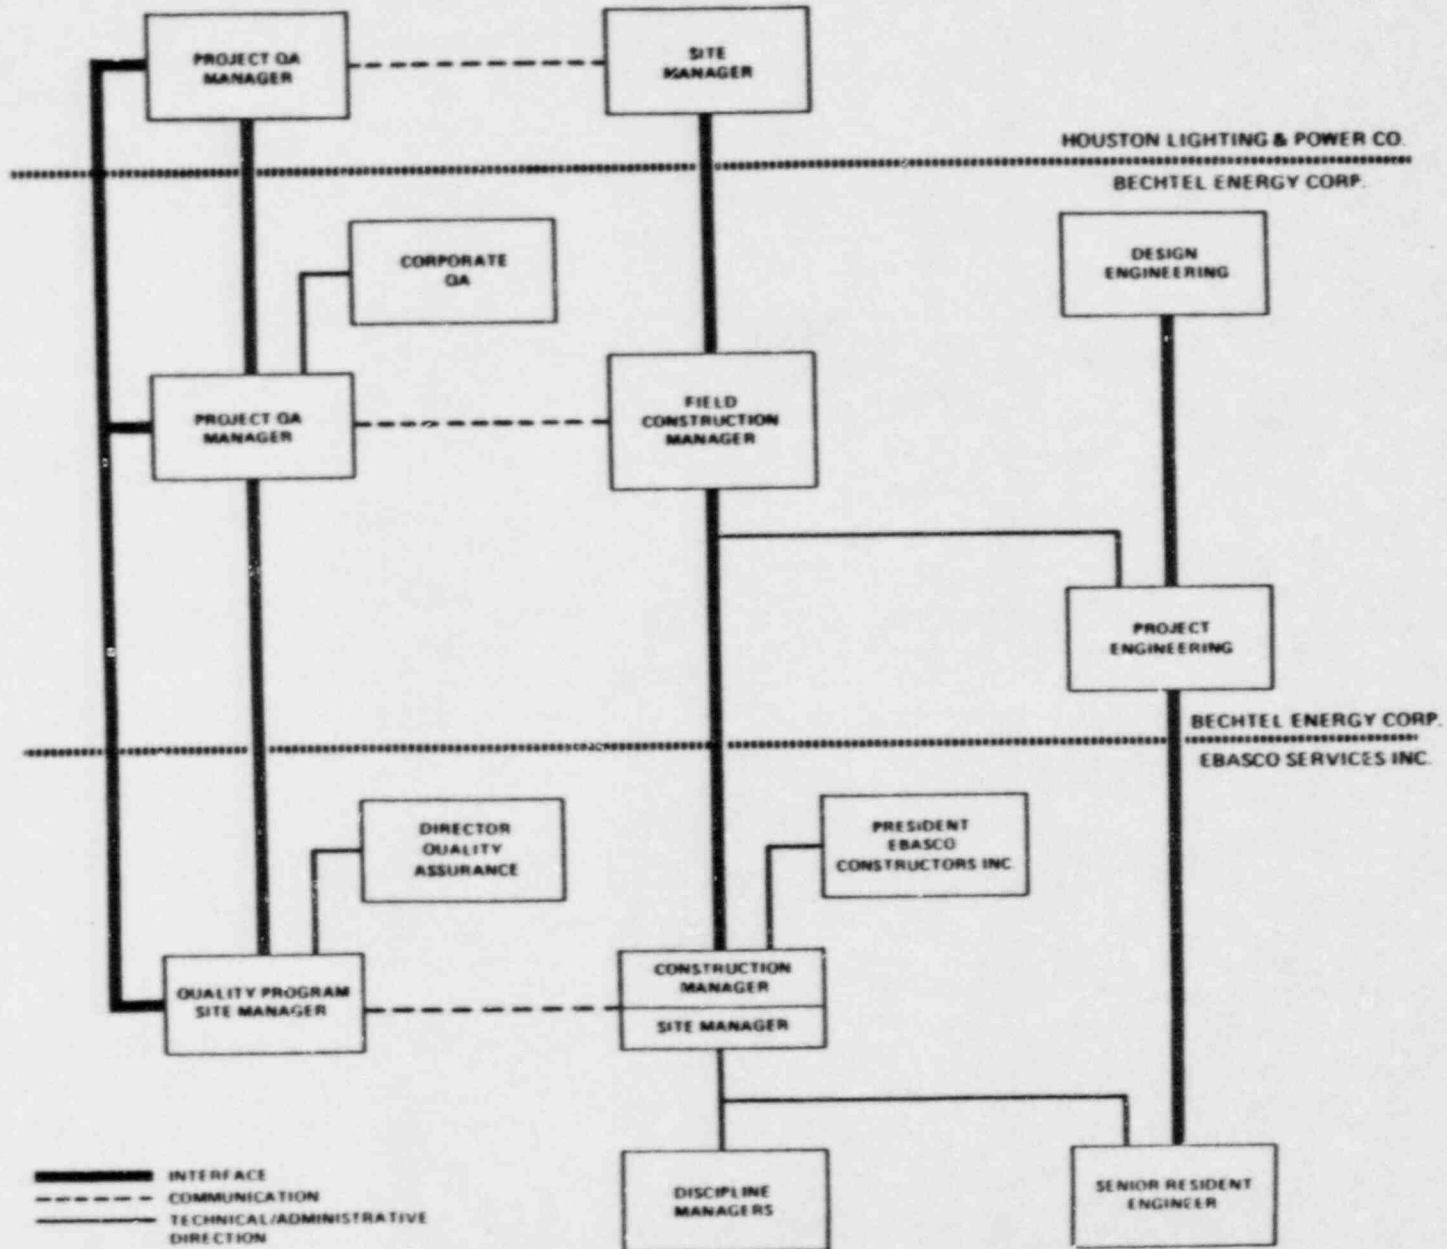 PROJECT QA
MANAGER
SITE
MANAGER
HOUSTON LIGHTING & POWER CO.
BECHTEL ENERGY CORP.
CORPORATE
QA
DESIGN
ENGINEERING
PROJECT QA
MANAGER
FIELD
CONSTRUCTION
MANAGER
PROJECT
ENGINEERING
BECHTEL ENERGY CORP.
EBASCO SERVICES INC.
DIRECTOR
QUALITY
ASSURANCE
PRESIDENT
EBASCO
CONSTRUCTORS INC.
QUALITY PROGRAM
SITE MANAGER
CONSTRUCTION
MANAGER
SITE MANAGER
DISCIPLINE
MANAGERS
SENIOR RESIDENT
ENGINEER
INTERFACE
COMMUNICATION
TECHNICAL/ADMINISTRATIVE
DIRECTION